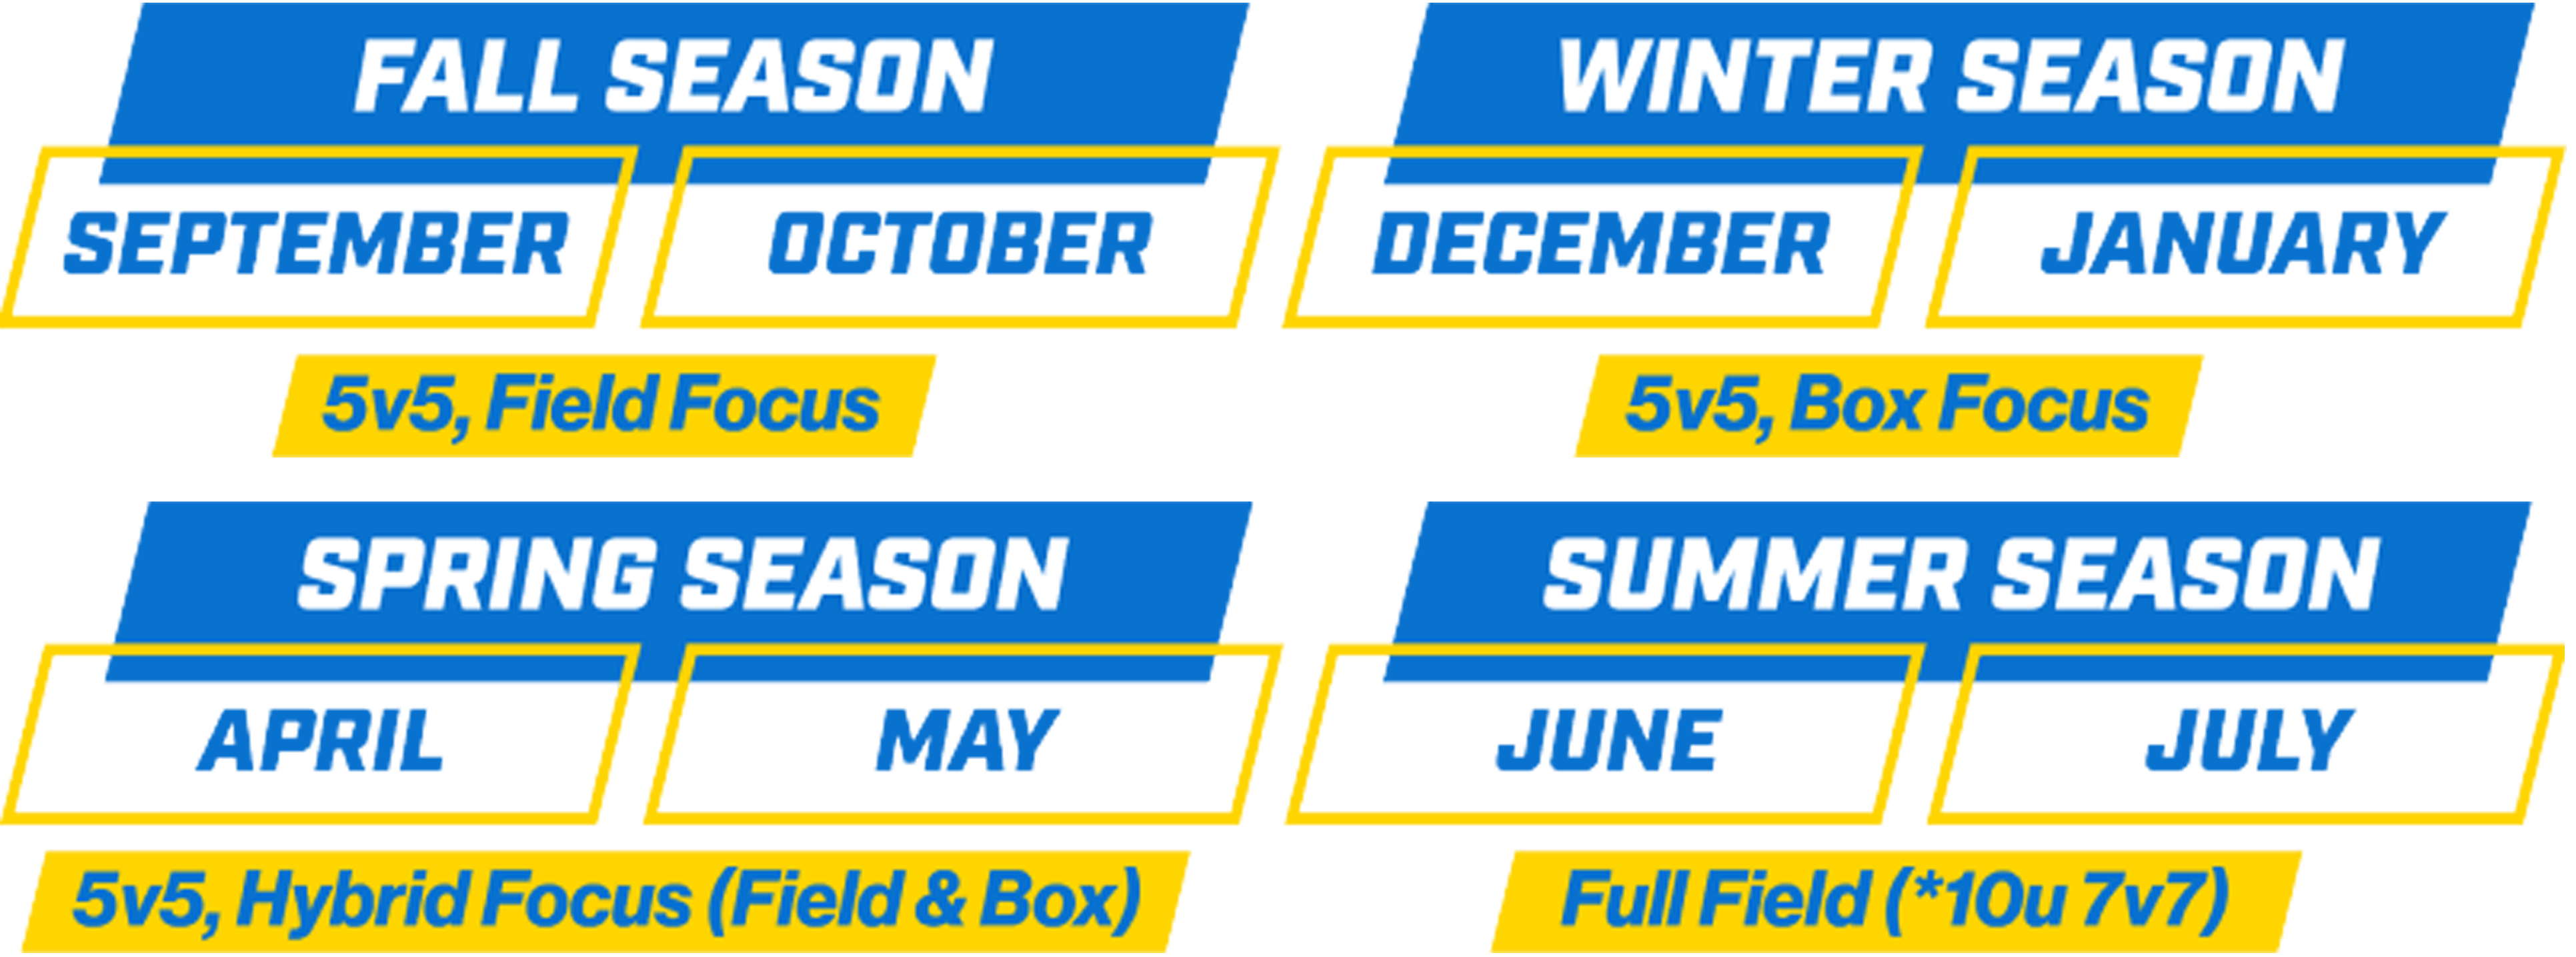 FALL SEASON
SEPTEMBER
OCTOBER
5v5, Field Focus
WINTER SEASON
DECEMBER
JANUARY
5v5, Box Focus
SPRING SEASON
APRIL
MAY
5v5, Hybrid Focus (Field & Box)
SUMMER SEASON
JUNE
JULY
Full Field (*10u 7v7)